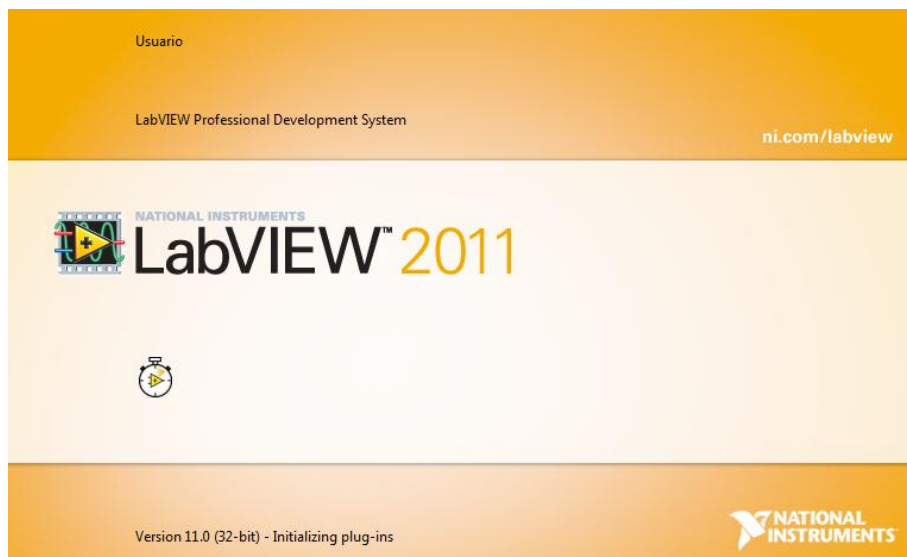 Usuario
LabVIEW Professional Development System
ni.com/labview
NATIONAL INSTRUMENTS
LabVIEW™ 2011
Version 11.0 (32-bit) - Initializing plug-ins
NATIONAL
INSTRUMENTS